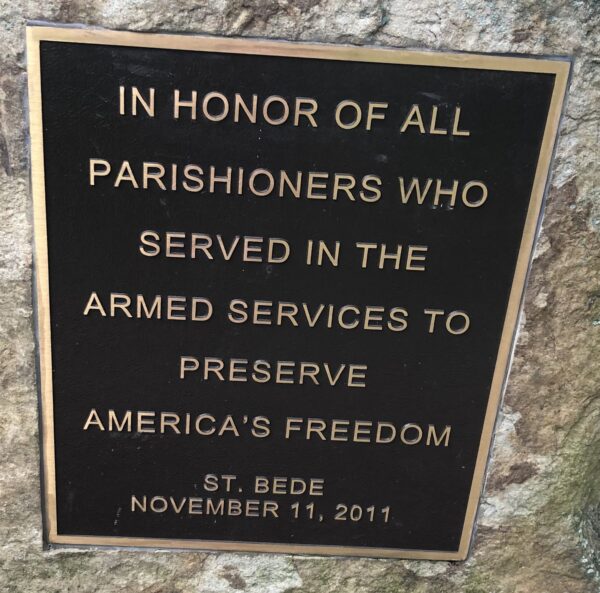 IN HONOR OF ALL
PARISHIONERS WHO
SERVED IN THE
ARMED SERVICES TO
PRESERVE
AMERICA'S FREEDOM
ST. BEDE
NOVEMBER 11, 2011